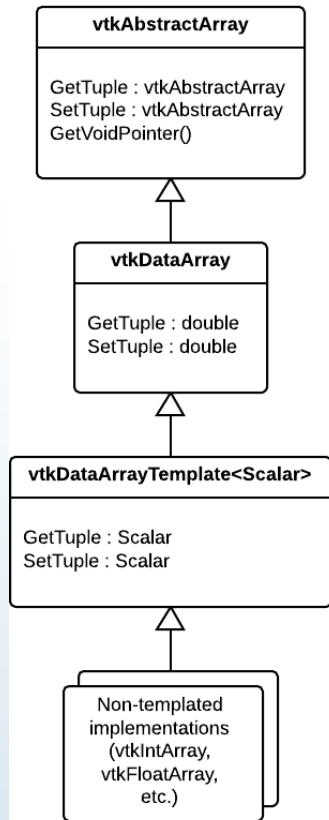 vtkAbstractArray
GetTuple : vtkAbstractArray
SetTuple : vtkAbstractArray
GetVoidPointer()
vtkDataArray
GetTuple : double
SetTuple : double
vtkDataArrayTemplate<Scalar>
GetTuple : Scalar
SetTuple : Scalar
Non-templated
implementations
(vtkIntArray,
vtkFloatArray,
etc.)